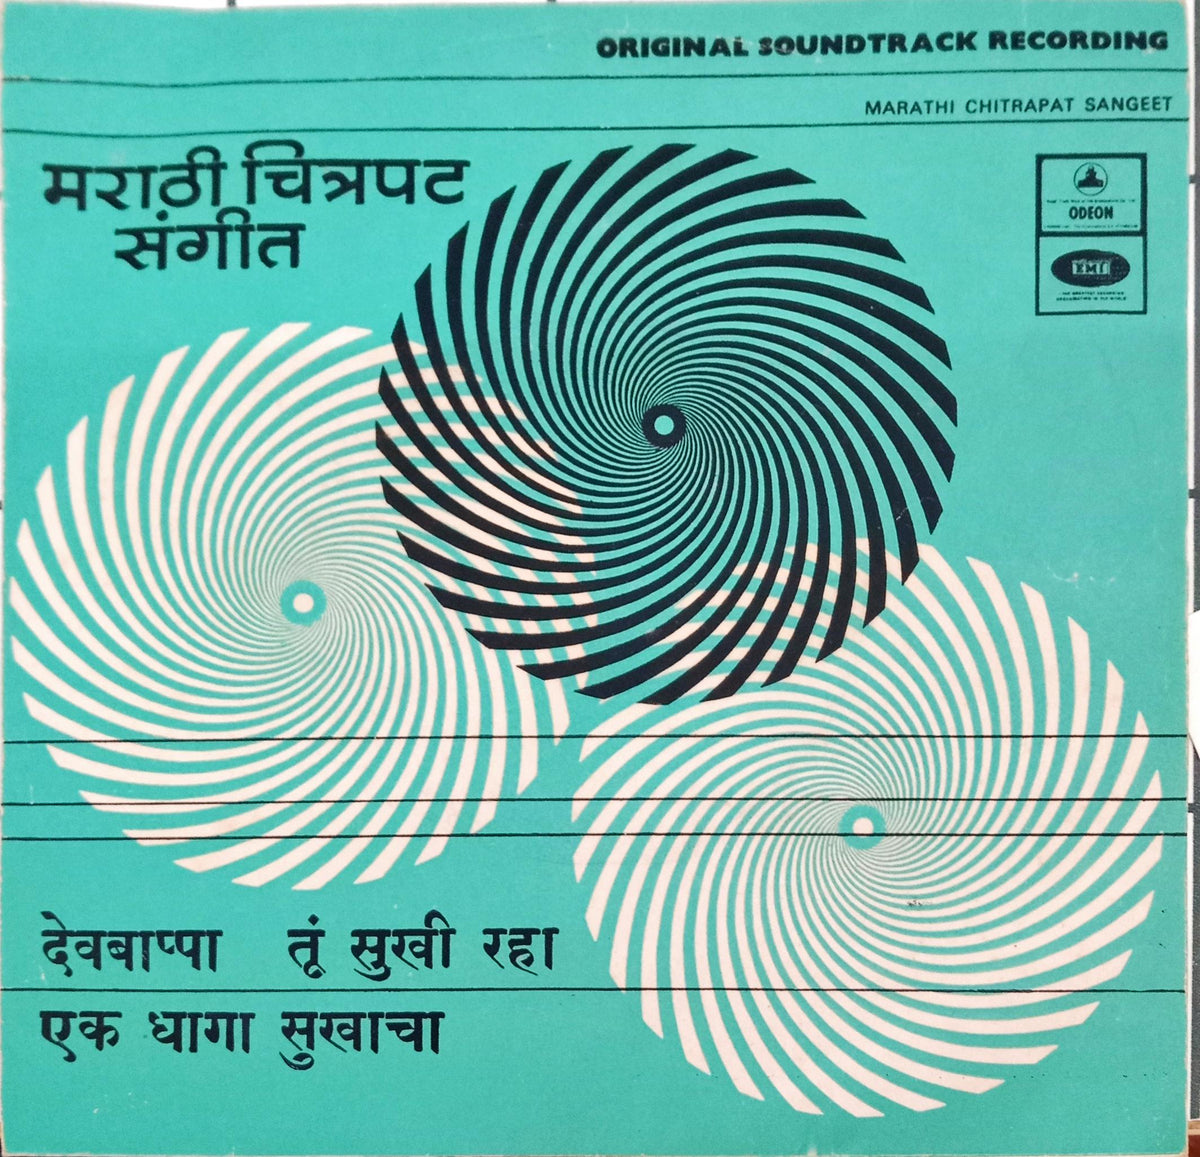 ORIGINAL SOUNDTRACK RECORDING
MARATHI CHITRAPAT SANGEET
मराठी चित्रपट
संगीत
ODEON
EMI
देवबाप्पा तूं सुखी रहा
एक धागा सुखाचा